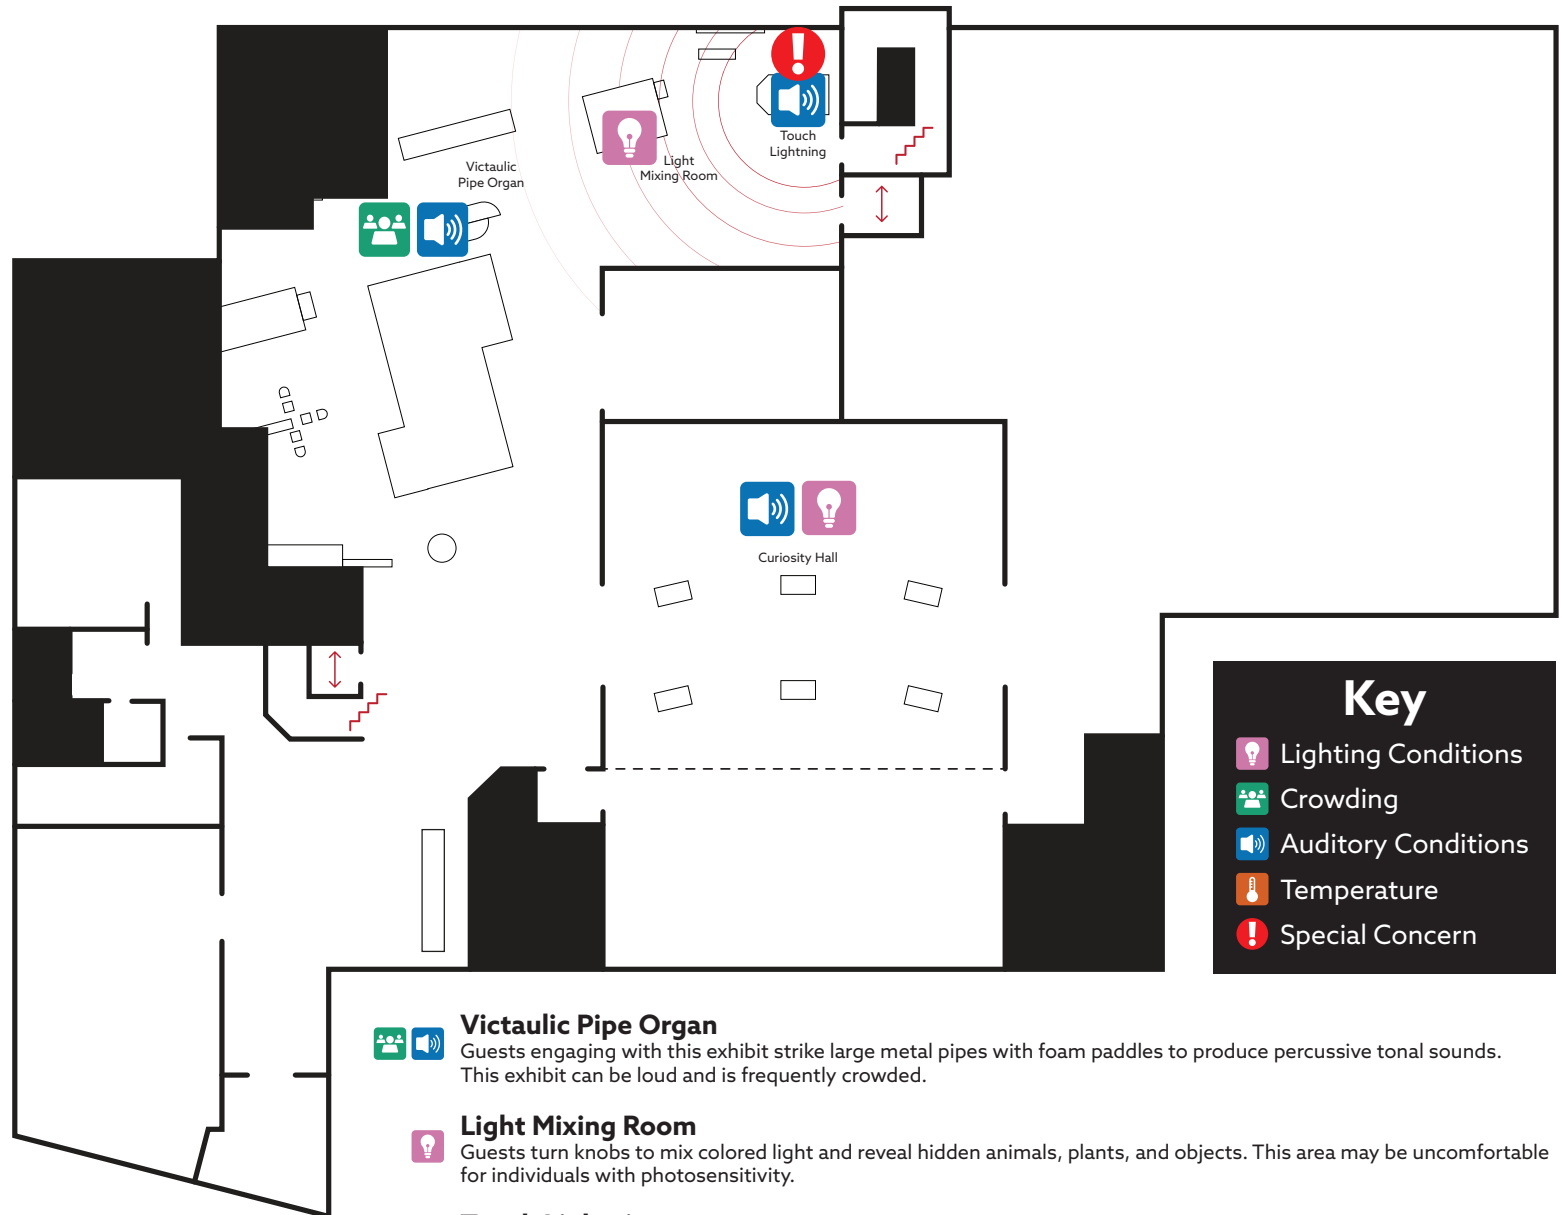 Touch
Lightning
Light
Mixing Room
Victaulic
Pipe Organ
Curiosity Hall
Key
Lighting Conditions
Crowding
Auditory Conditions
Temperature
Special Concern
Victaulic Pipe Organ
Guests engaging with this exhibit strike large metal pipes with foam paddles to produce percussive tonal sounds.
This exhibit can be loud and is frequently crowded.
Light Mixing Room
Guests turn knobs to mix colored light and reveal hidden animals, plants, and objects. This area may be uncomfortable
for individuals with photosensitivity.